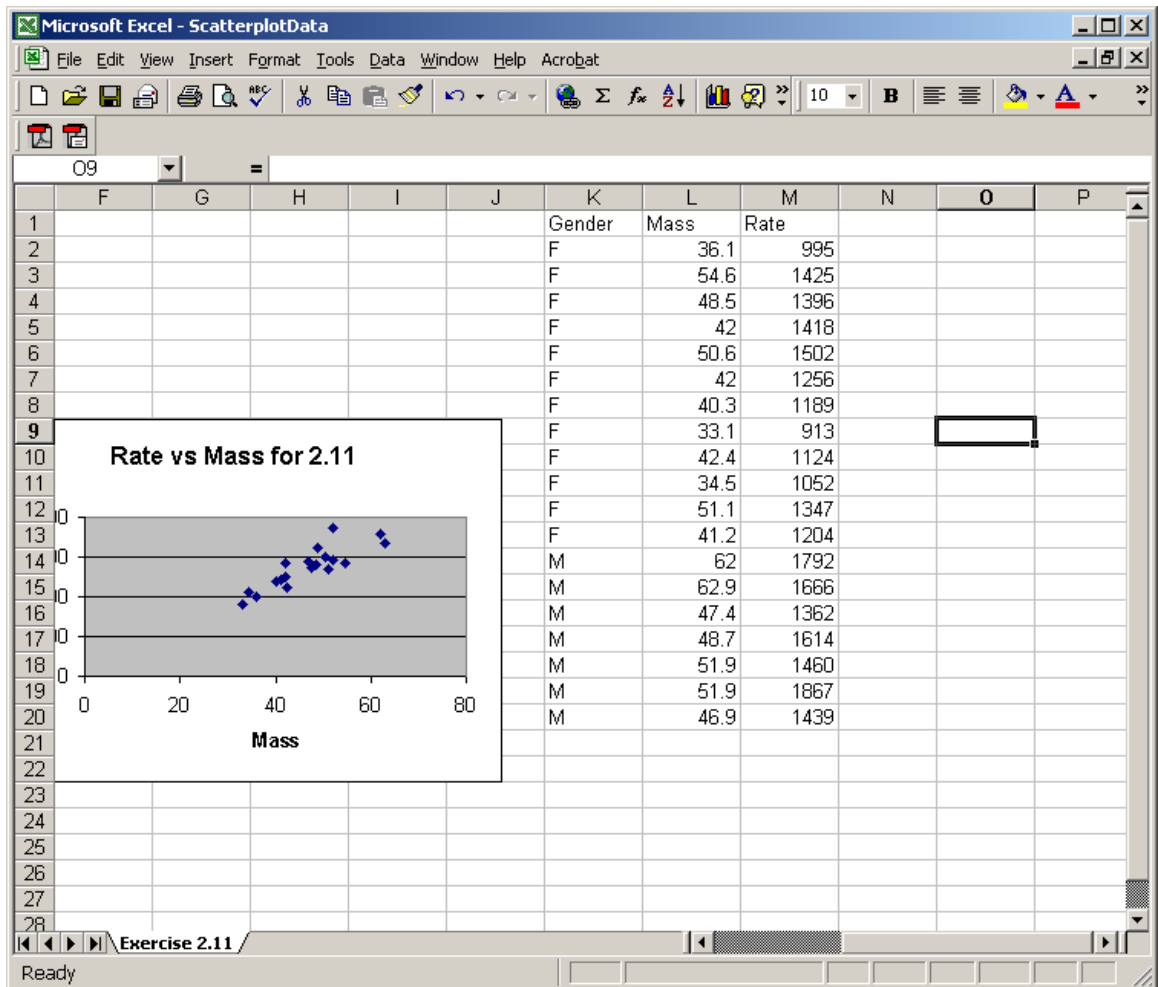 Microsoft Excel - ScatterplotData
File Edit View Insert Format Tools Data Window Help Acrobat
ABC Σ fx A Z 10 B A
O9 =
F G H I J K L M N O P
1 Gender Mass Rate
2 F 36.1 995
3 F 54.6 1425
4 F 48.5 1396
5 F 42 1418
6 F 50.6 1502
7 F 42 1256
8 F 40.3 1189
9 F 33.1 913
10 F 42.4 1124
11 F 34.5 1052
12 F 51.1 1347
13 F 41.2 1204
14 M 62 1792
15 M 62.9 1666
16 M 47.4 1362
17 M 48.7 1614
18 M 51.9 1460
19 M 51.9 1867
20 M 46.9 1439
21
22
23
24
25
26
27
28
Rate vs Mass for 2.11
0
0 20 40 60 80
Mass
Exercise 2.11
Ready